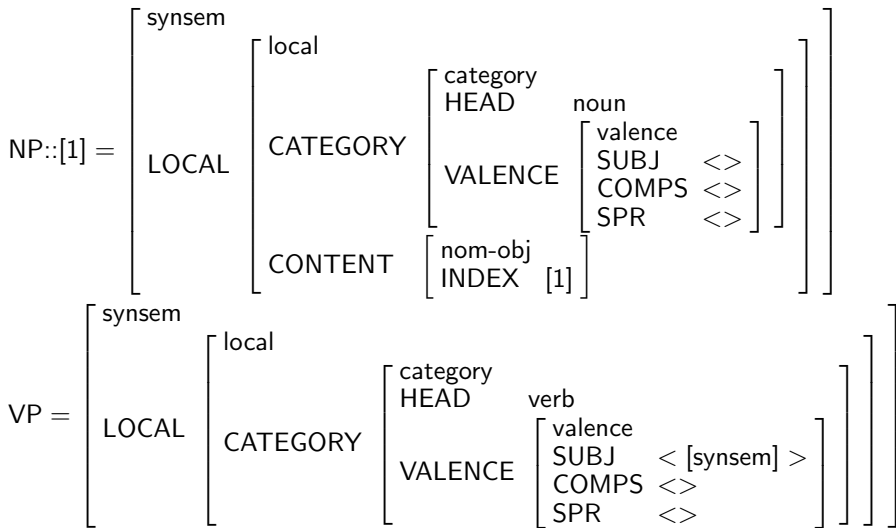 synsem
local
category
HEAD noun
valence
CATEGORY
SUBJ <>
NP::[1] =
LOCAL
VALENCE
COMPS <>
SPR <>
nom-obj
CONTENT
INDEX [1]
synsem
local
category
HEAD verb
valence
VP =
LOCAL
CATEGORY
SUBJ < [synsem] >
VALENCE
COMPS <>
SPR <>